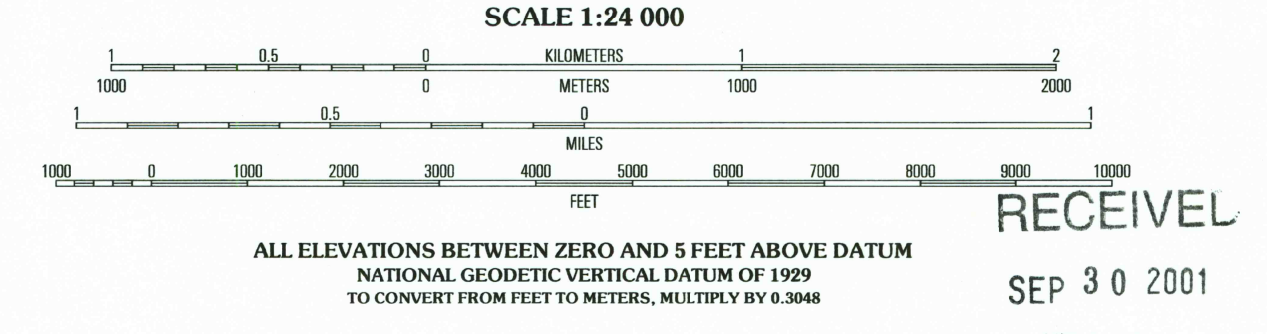 SCALE 1:24 000
1 0.5 0 KILOMETERS 1 2
1000 0 METERS 1000 2000
1 0.5 0 1
MILES
1000 0 1000 2000 3000 4000 5000 6000 7000 8000 9000 10000
FEET
RECEIVED
ALL ELEVATIONS BETWEEN ZERO AND 5 FEET ABOVE DATUM
NATIONAL GEODETIC VERTICAL DATUM OF 1929
TO CONVERT FROM FEET TO METERS, MULTIPLY BY 0.3048
SEP 30 2001